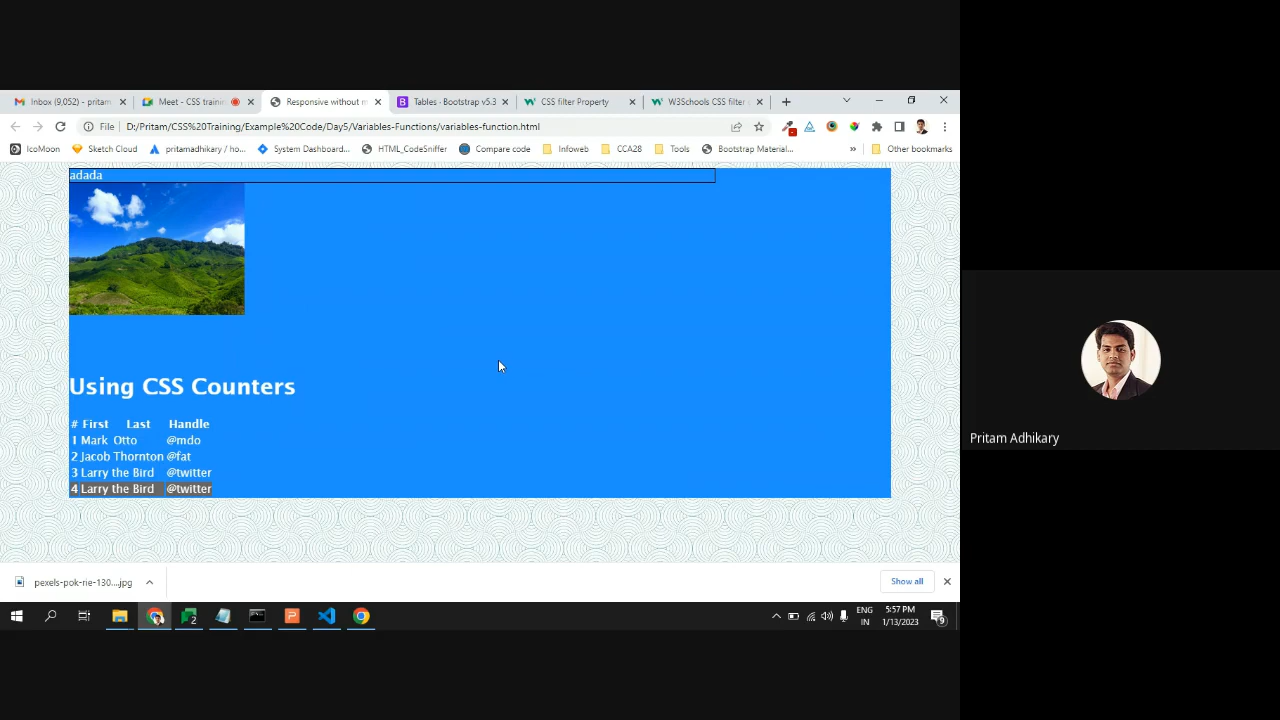 Inbox (9,052) - pritam
Meet - CSS traini
Responsive without m
Tables · Bootstrap v5.3
CSS filter Property
W3Schools CSS filter
File
D:/Pritam/CSS%20Training/Example%20Code/Day5/Variables-Functions/variables-function.html
IcoMoon
Sketch Cloud
pritamadhikary / ho...
System Dashboard...
HTML_CodeSniffer
Compare code
Infoweb
CCA28
Tools
Bootstrap Material...
»
Other bookmarks
adada
Using CSS Counters
# First Last Handle
1 Mark Otto @mdo
2 Jacob Thornton @fat
3 Larry the Bird @twitter
4 Larry the Bird @twitter
Pritam Adhikary
pexels-pok-rie-130....jpg
Show all
ENG
IN
5:57 PM
1/13/2023